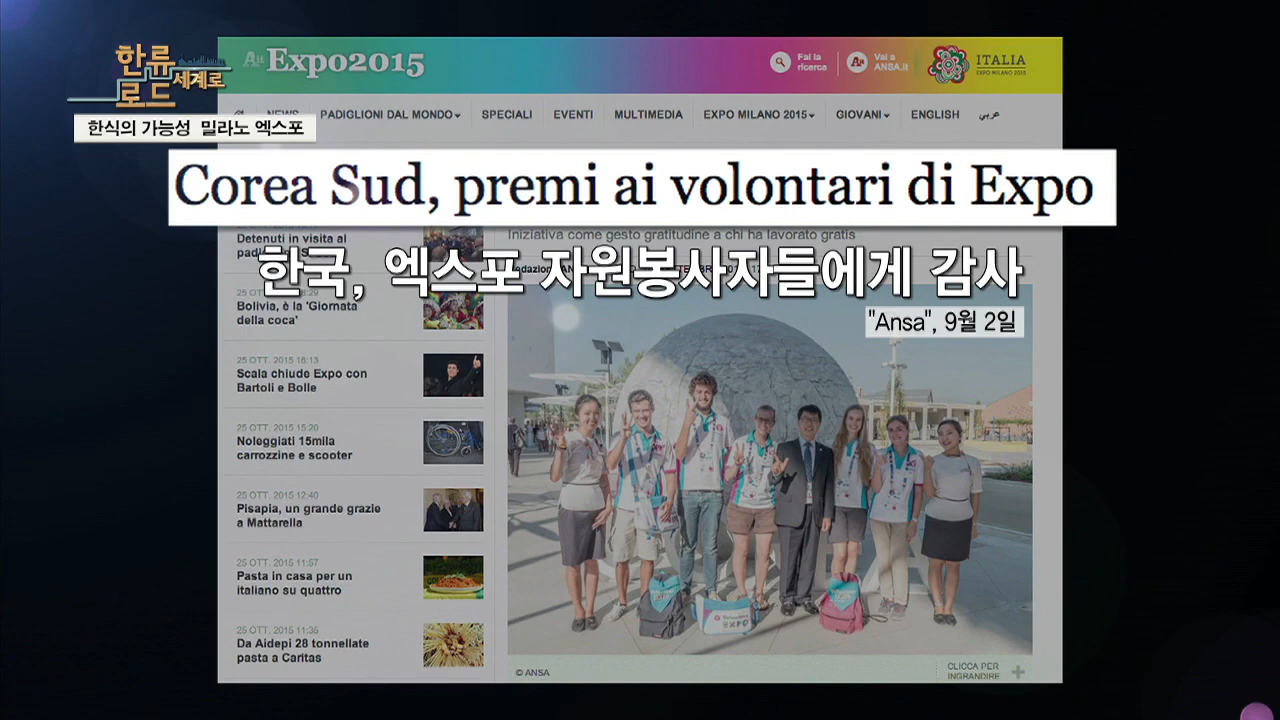 한류
로드
세계로
한식의 가능성 밀라노 엑스포
Expo2015
Fai la
ricerca
Vai a
ANSA.it
ITALIA
EXPO MILANO 2015
NEWS
PADIGLIONI DAL MONDO
SPECIALI
EVENTI
MULTIMEDIA
EXPO MILANO 2015
GIOVANI
ENGLISH
عربي
Corea Sud, premi ai volontari di Expo
Iniziativa come gesto gratitudine a chi ha lavorato gratis
한국, 엑스포 자원봉사자들에게 감사
"Ansa", 9월 2일
Detenuti in visita al
Bolivia, è la 'Giornata
della coca'
25 OTT. 2015 16:13
Scala chiude Expo con
Bartoli e Bolle
25 OTT. 2015 15:20
Noleggiati 15mila
carrozzine e scooter
25 OTT. 2015 12:40
Pisapia, un grande grazie
a Mattarella
25 OTT. 2015 11:57
Pasta in casa per un
italiano su quattro
25 OTT. 2015 11:35
Da Aidepi 28 tonnellate
pasta a Caritas
© ANSA
CLICCA PER
INGRANDIRE